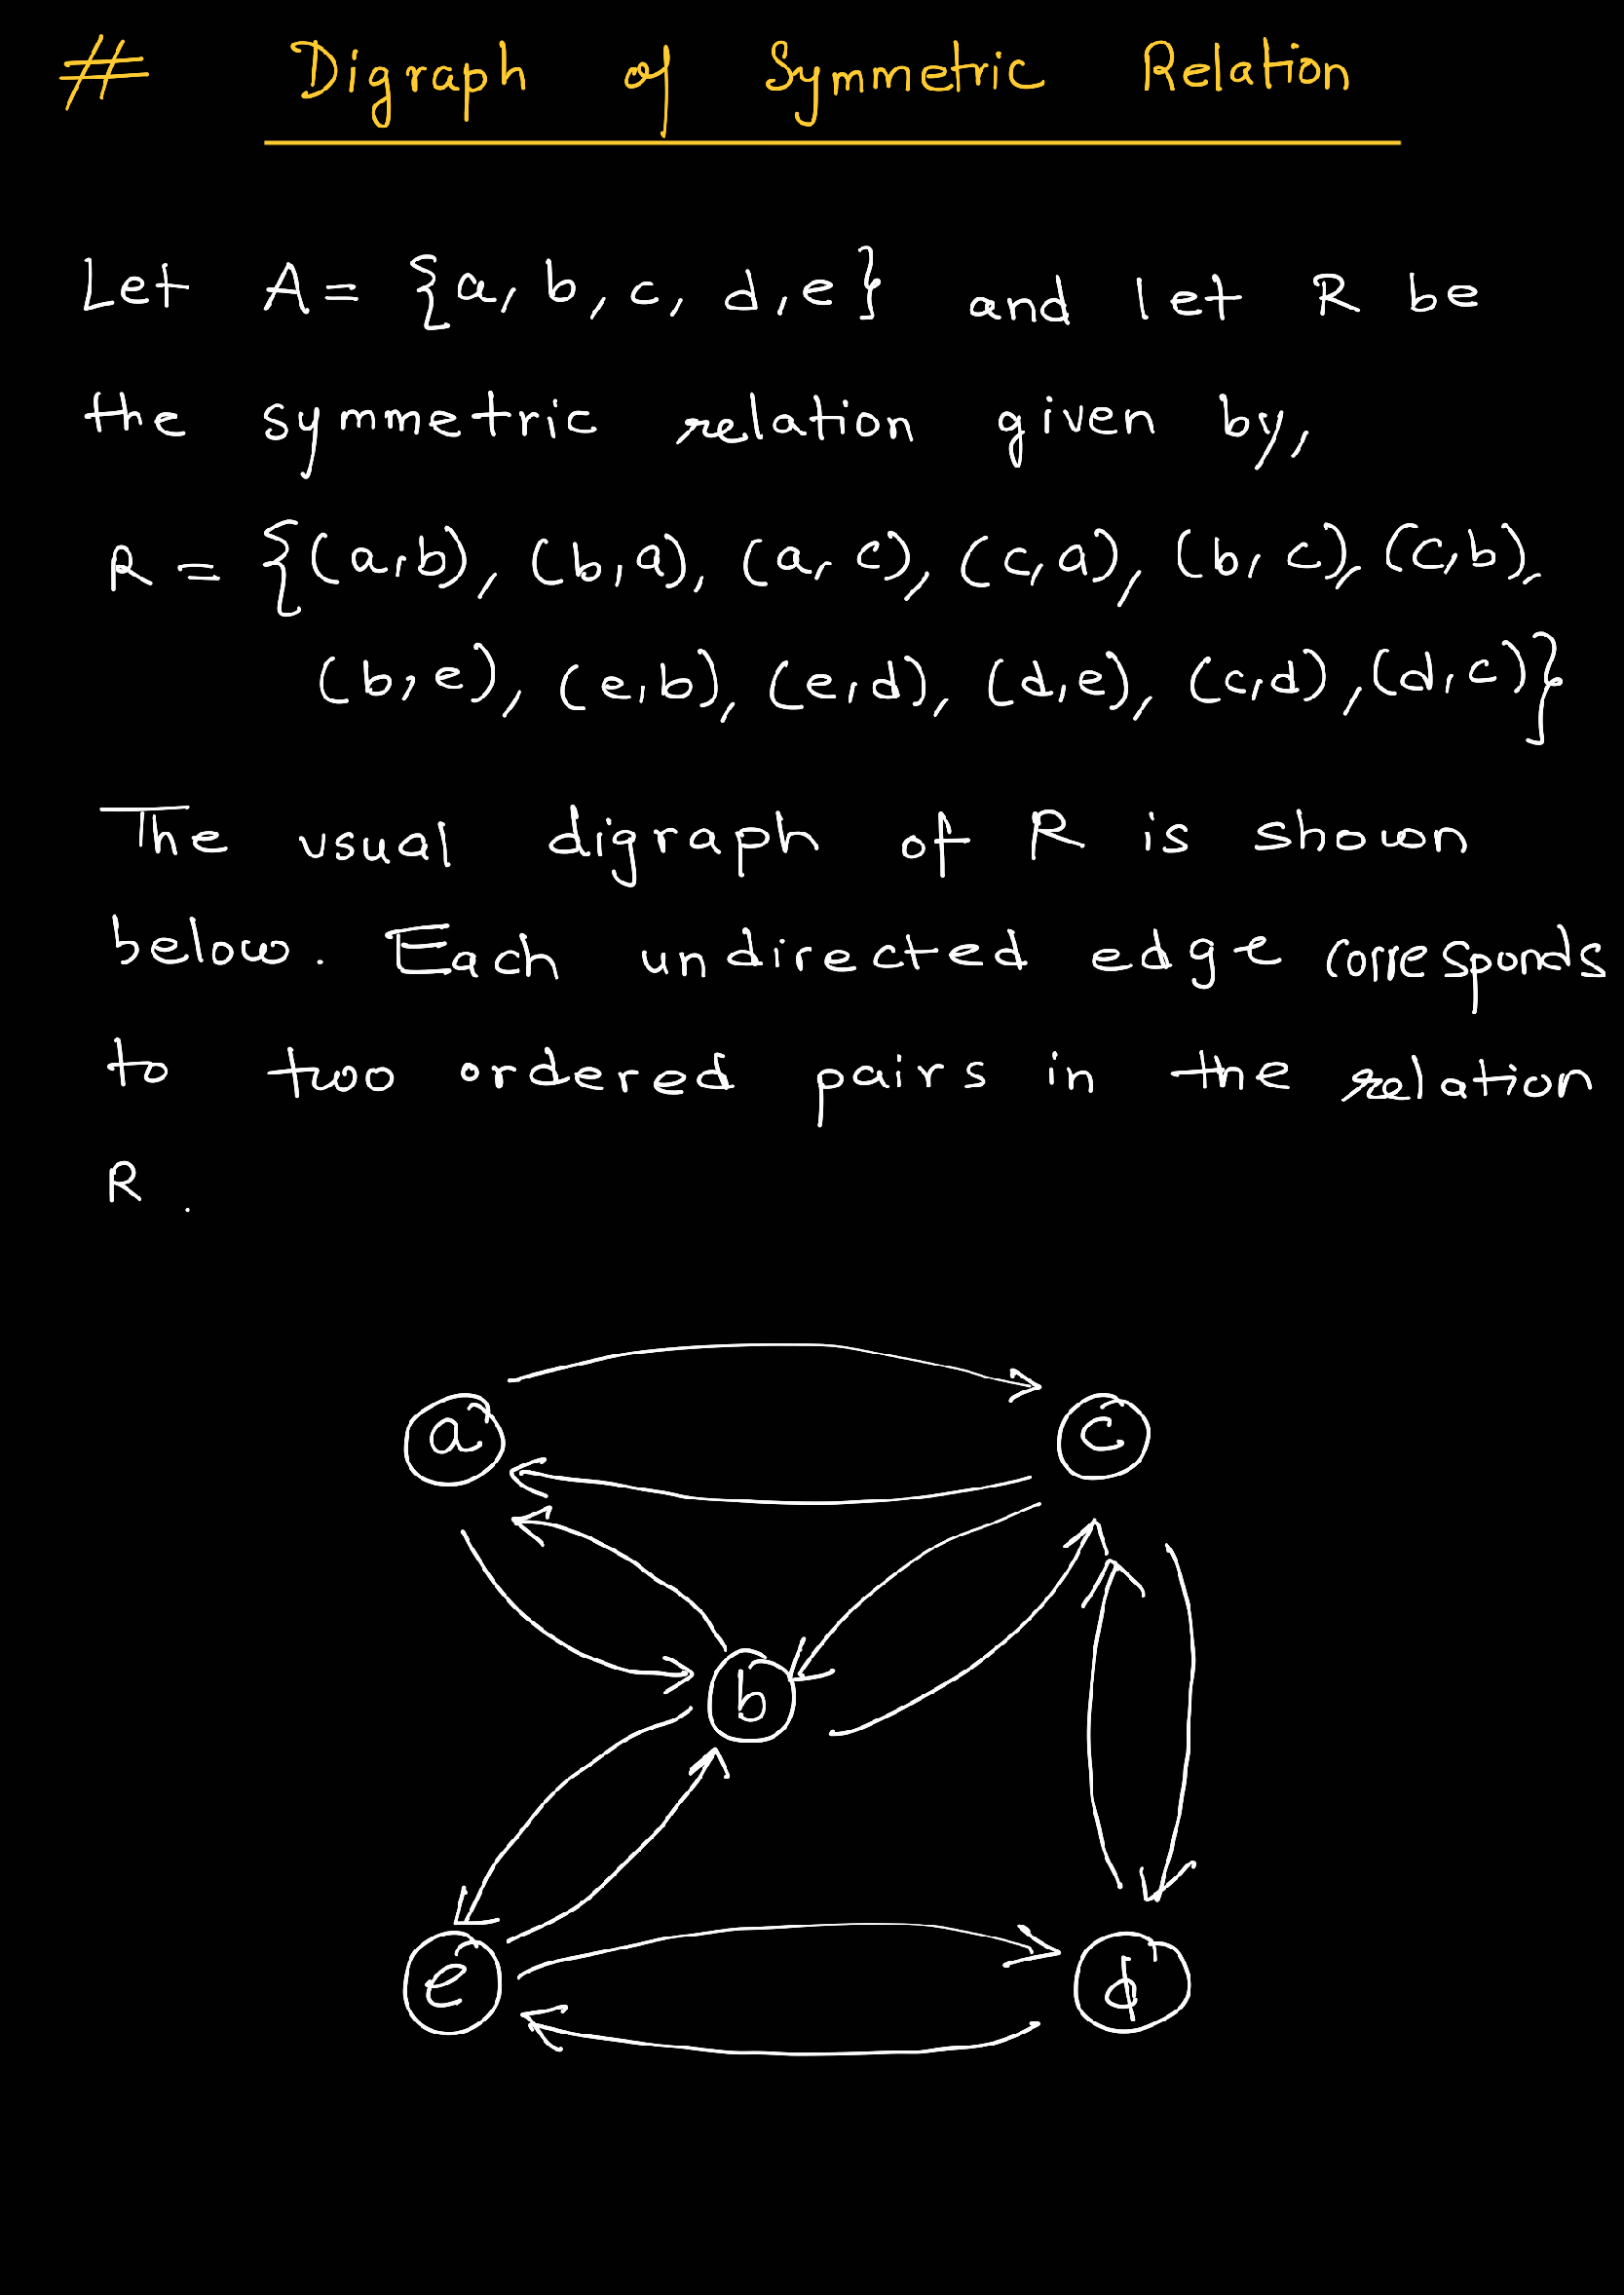 # Digraph of Symmetric Relation
Let A = {a, b, c, d, e} and let R be
the symmetric relation given by,
R = {(a,b), (b,a), (a,c), (c,a), (b,c), (c,b),
(b,e), (e,b), (e,d), (d,e), (c,d), (d,c)}
The usual digraph of R is shown
below. Each undirected edge corresponds
to two ordered pairs in the relation
R.
a c
b
e d